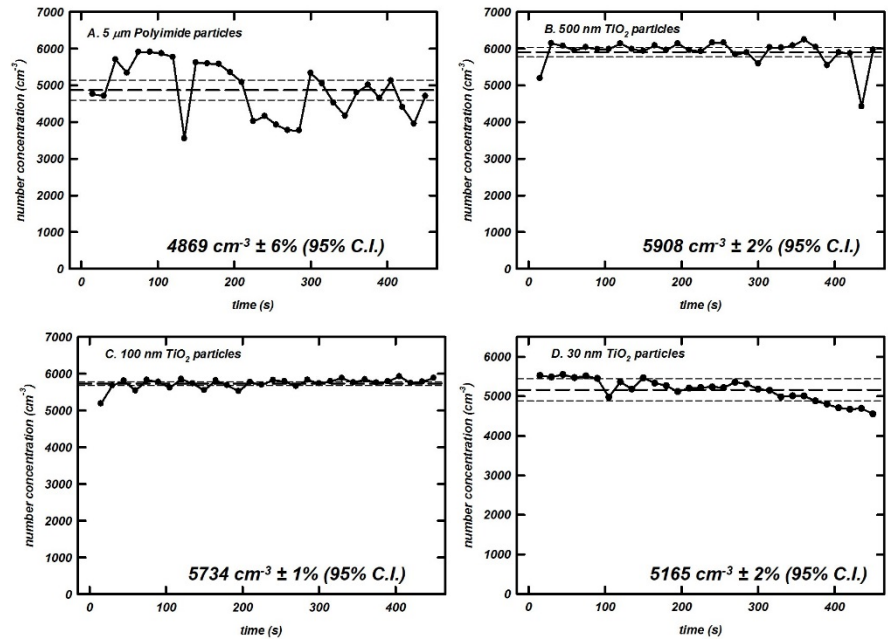 A. 5 μm Polyimide particles
number concentration (cm-3)
7000
6000
5000
4000
3000
2000
1000
0
4869 cm-3 ± 6% (95% C.I.)
0 100 200 300 400
time (s)
B. 500 nm TiO2 particles
number concentration (cm-3)
7000
6000
5000
4000
3000
2000
1000
0
5908 cm-3 ± 2% (95% C.I.)
0 100 200 300 400
time (s)
C. 100 nm TiO2 particles
number concentration (cm-3)
7000
6000
5000
4000
3000
2000
1000
0
5734 cm-3 ± 1% (95% C.I.)
0 100 200 300 400
time (s)
D. 30 nm TiO2 particles
number concentration (cm-3)
6000
5000
4000
3000
2000
1000
0
5165 cm-3 ± 2% (95% C.I.)
0 100 200 300 400
time (s)